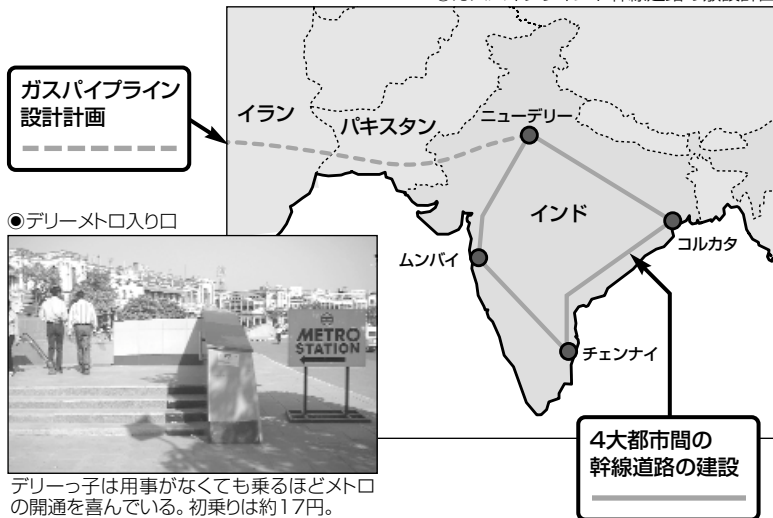 ガスパイプライン
設計計画
イラン
パキスタン
ニューデリー
インド
ムンバイ
コルカタ
チェンナイ
4大都市間の
幹線道路の建設
◉デリーメトロ入り口
METRO
STATION
デリーっ子は用事がなくても乗るほどメトロ
の開通を喜んでいる。初乗りは約17円。